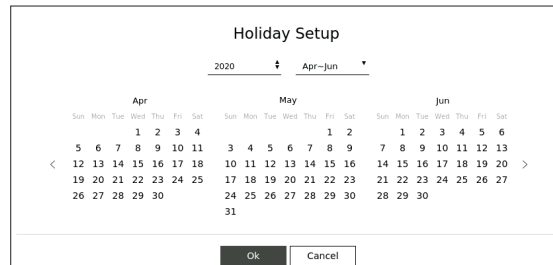 Holiday Setup
2020 Apr~Jun
Apr May Jun
Sun Mon Tue Wed Thu Fri Sat Sun Mon Tue Wed Thu Fri Sat Sun Mon Tue Wed Thu Fri Sat
1 2 3 4 1 2 1 2 3 4 5 6
5 6 7 8 9 10 11 3 4 5 6 7 8 9 7 8 9 10 11 12 13
12 13 14 15 16 17 18 10 11 12 13 14 15 16 14 15 16 17 18 19 20
19 20 21 22 23 24 25 17 18 19 20 21 22 23 21 22 23 24 25 26 27
26 27 28 29 30 24 25 26 27 28 29 30 28 29 30
31
Ok Cancel